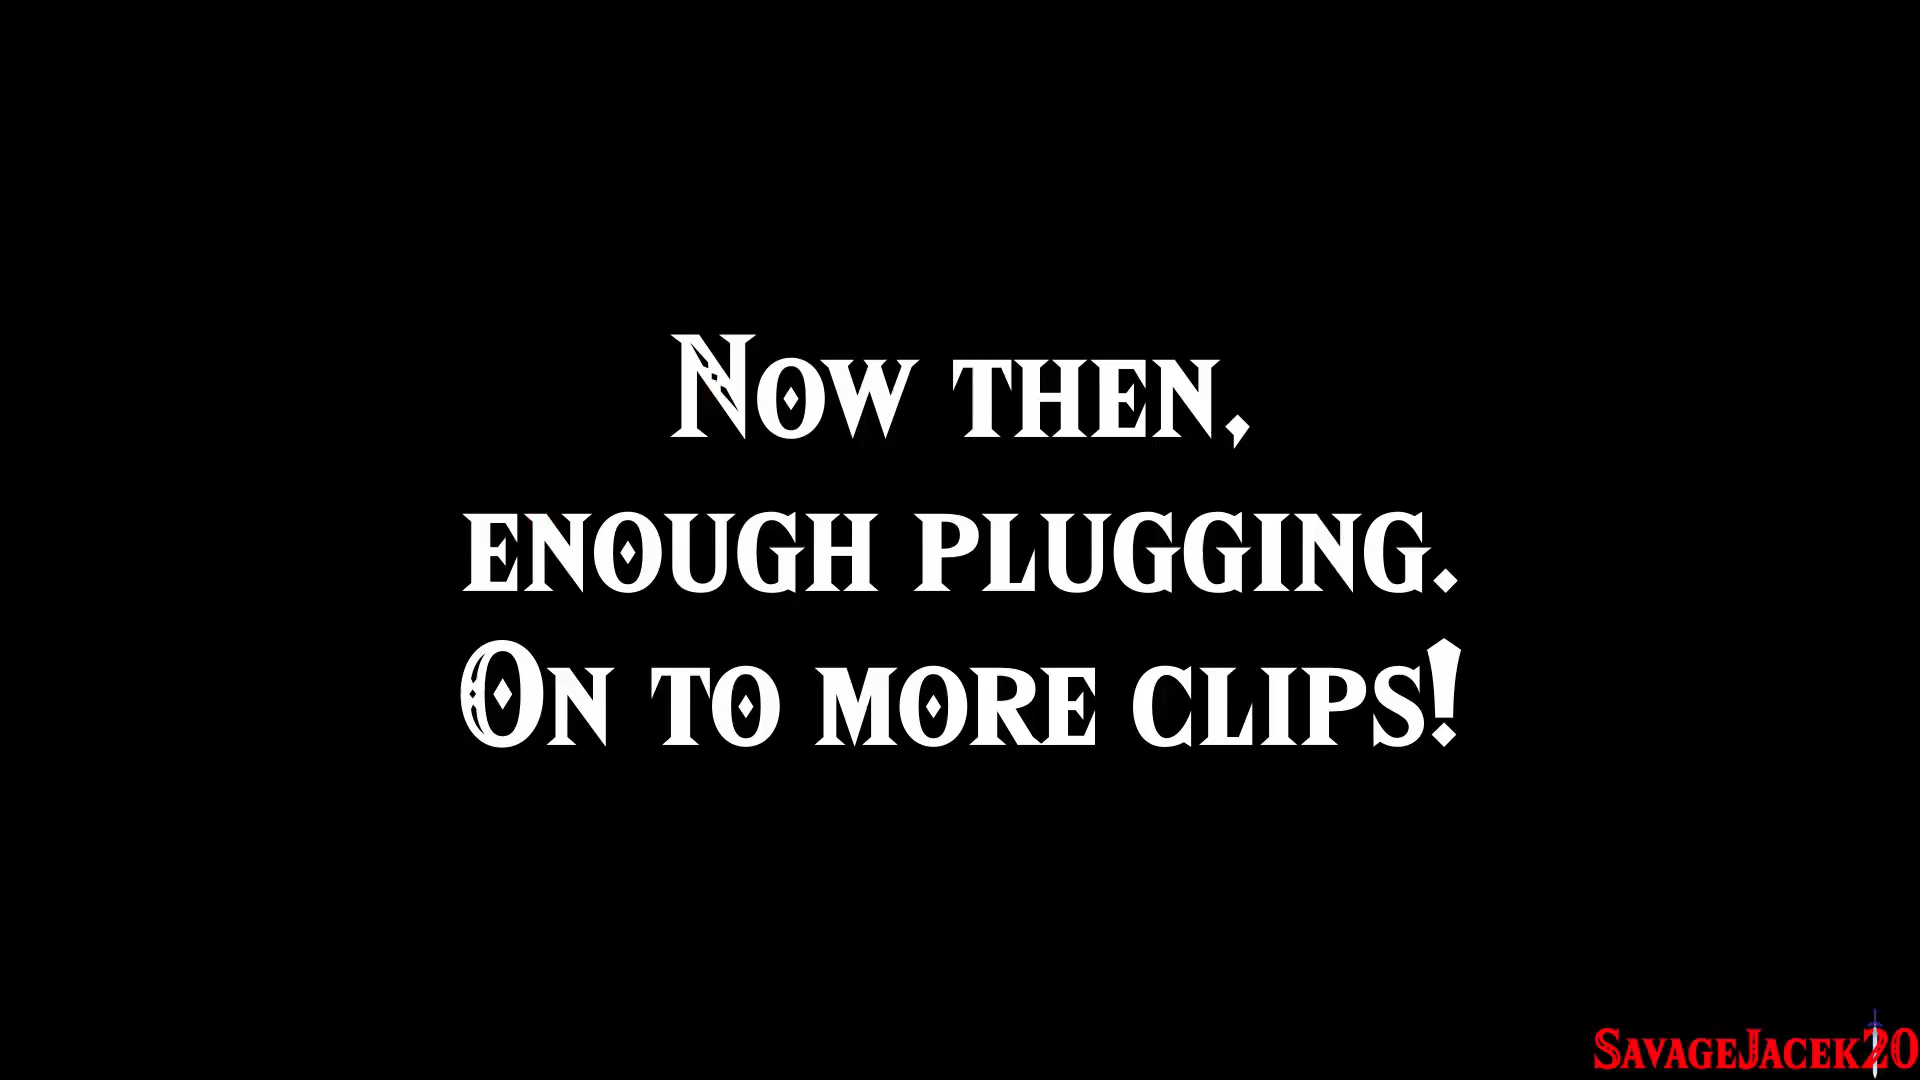 Now then,
enough plugging.
On to more clips!
SavageJacek20